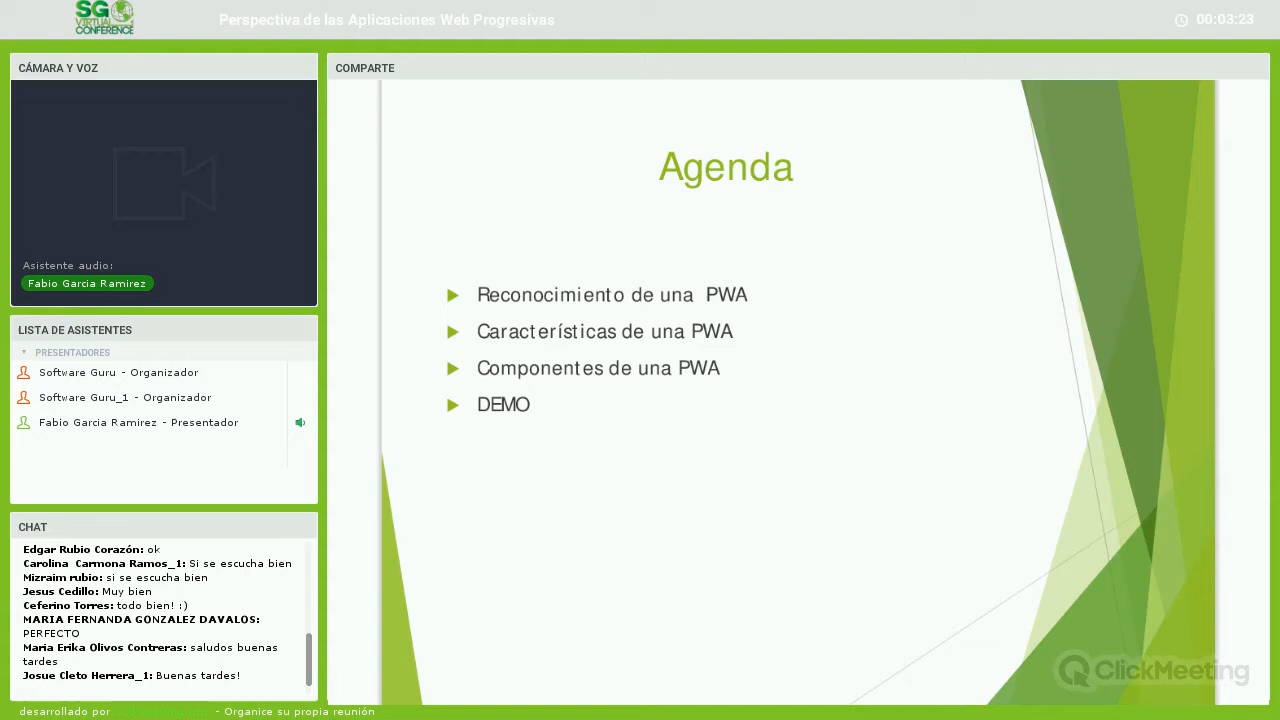 SG
VIRTUAL
CONFERENCE
Perspectiva de las Aplicaciones Web Progresivas
00:03:23
CÁMARA Y VOZ
Asistente audio:
Fabio Garcia Ramirez
LISTA DE ASISTENTES
PRESENTADORES
Software Guru - Organizador
Software Guru_1 - Organizador
Fabio Garcia Ramirez - Presentador
CHAT
Edgar Rubio Corazón: ok
Carolina Carmona Ramos_1: Si se escucha bien
Mizraim rubio: si se escucha bien
Jesus Cedillo: Muy bien
Ceferino Torres: todo bien! :)
MARIA FERNANDA GONZALEZ DAVALOS:
PERFECTO
Maria Erika Olivos Contreras: saludos buenas
tardes
Josue Cleto Herrera_1: Buenas tardes!
desarrollado por - Organice su propia reunión
COMPARTE
Agenda
Reconocimiento de una PWA
Características de una PWA
Componentes de una PWA
DEMO
ClickMeeting